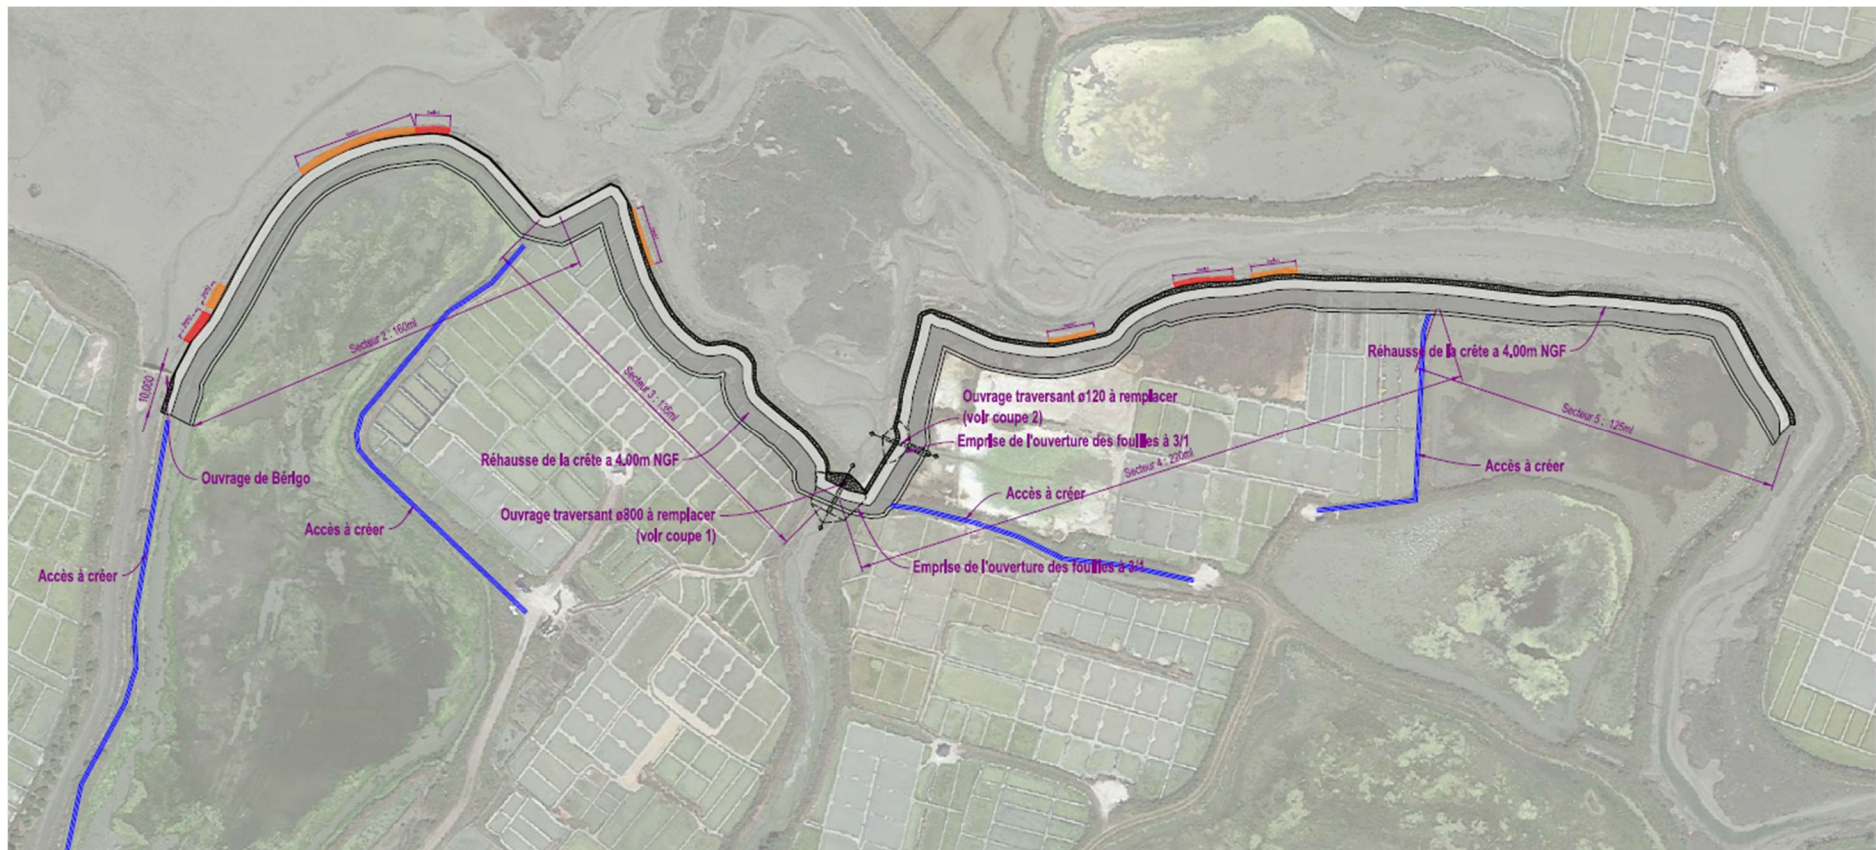 10,000
Secteur 2 : 160ml
Secteur 3 : 135ml
Ouvrage de Bérigo
Réhausse de la crête a 4.00m NGF
Accès à créer
Accès à créer
Ouvrage traversant ø800 à remplacer
(voir coupe 1)
Ouvrage traversant ø120 à remplacer
(voir coupe 2)
Emprise de l'ouverture des fouilles à 3/1
Secteur 4 : 220ml
Accès à créer
Emprise de l'ouverture des fouilles à 3/1
Réhausse de la crête a 4,00m NGF
Secteur 5 : 125ml
Accès à créer